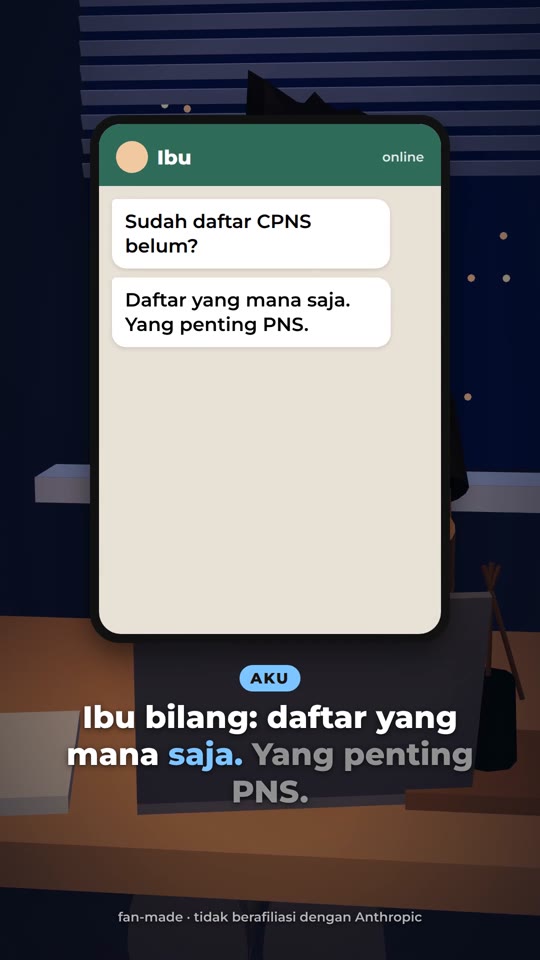 Ibu
online
Sudah daftar CPNS
belum?
Daftar yang mana saja.
Yang penting PNS.
AKU
Ibu bilang: daftar yang
mana saja. Yang penting
PNS.
fan-made · tidak berafiliasi dengan Anthropic